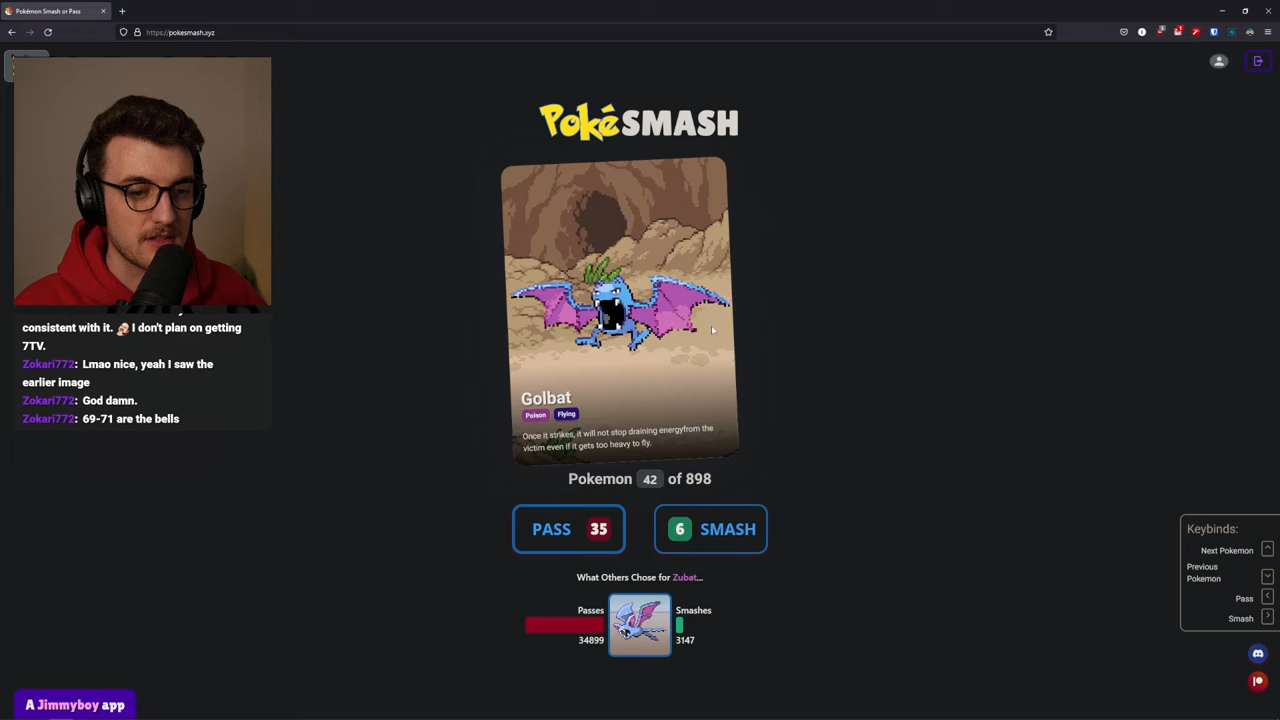 Pokémon Smash or Pass
https://pokesmash.xyz
PokéSMASH
consistent with it. I don't plan on getting
7TV.
Zokari772: Lmao nice, yeah I saw the
earlier image
Zokari772: God damn.
Zokari772: 69-71 are the bells
Golbat
Poison Flying
Once it strikes, it will not stop draining energyfrom the
victim even if it gets too heavy to fly.
Pokemon 42 of 898
PASS 35
6 SMASH
What Others Chose for Zubat...
Passes
34899
Smashes
3147
Keybinds:
Next Pokemon
Previous
Pokemon
Pass
Smash
A Jimmyboy app